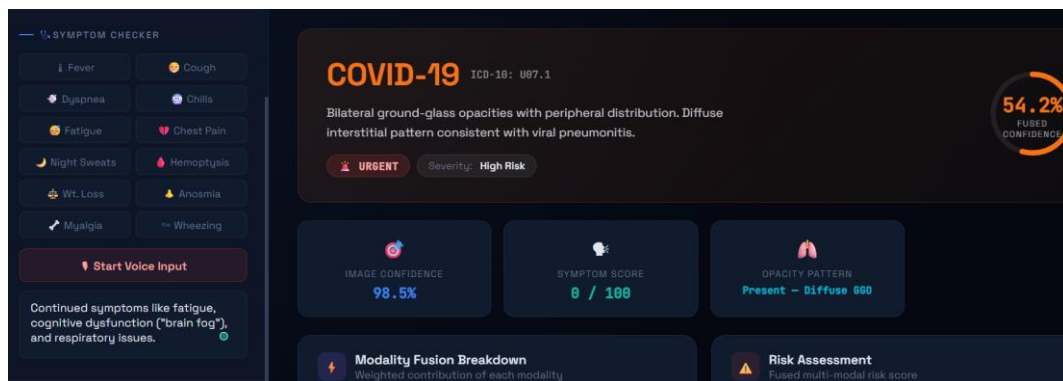 SYMPTOM CHECKER
Fever
Cough
Dyspnea
Chills
Fatigue
Chest Pain
Night Sweats
Hemoptysis
Wt. Loss
Anosmia
Myalgia
Wheezing
Start Voice Input
Continued symptoms like fatigue,
cognitive dysfunction ("brain fog"),
and respiratory issues.
COVID-19 ICD-10: U07.1
Bilateral ground-glass opacities with peripheral distribution. Diffuse
interstitial pattern consistent with viral pneumonitis.
URGENT
Severity: High Risk
54.2%
FUSED
CONFIDENCE
IMAGE CONFIDENCE
98.5%
SYMPTOM SCORE
0 / 100
OPACITY PATTERN
Present — Diffuse GGO
Modality Fusion Breakdown
Weighted contribution of each modality
Risk Assessment
Fused multi-modal risk score